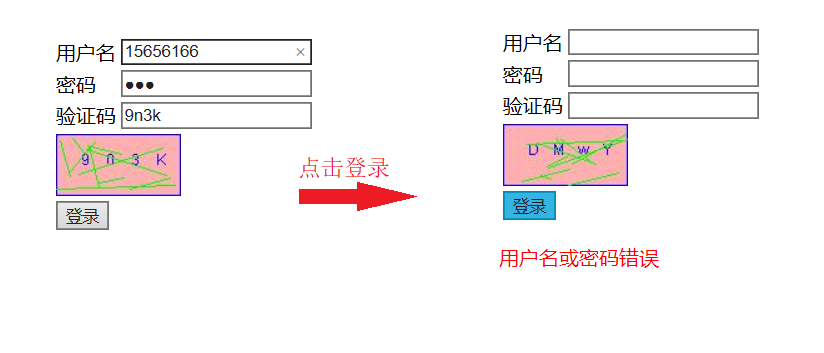 用户名 15656166 ×
密码 ●●●
验证码 9n3k
9 n 3 K
登录
点击登录
用户名
密码
验证码
D M W Y
登录
用户名或密码错误